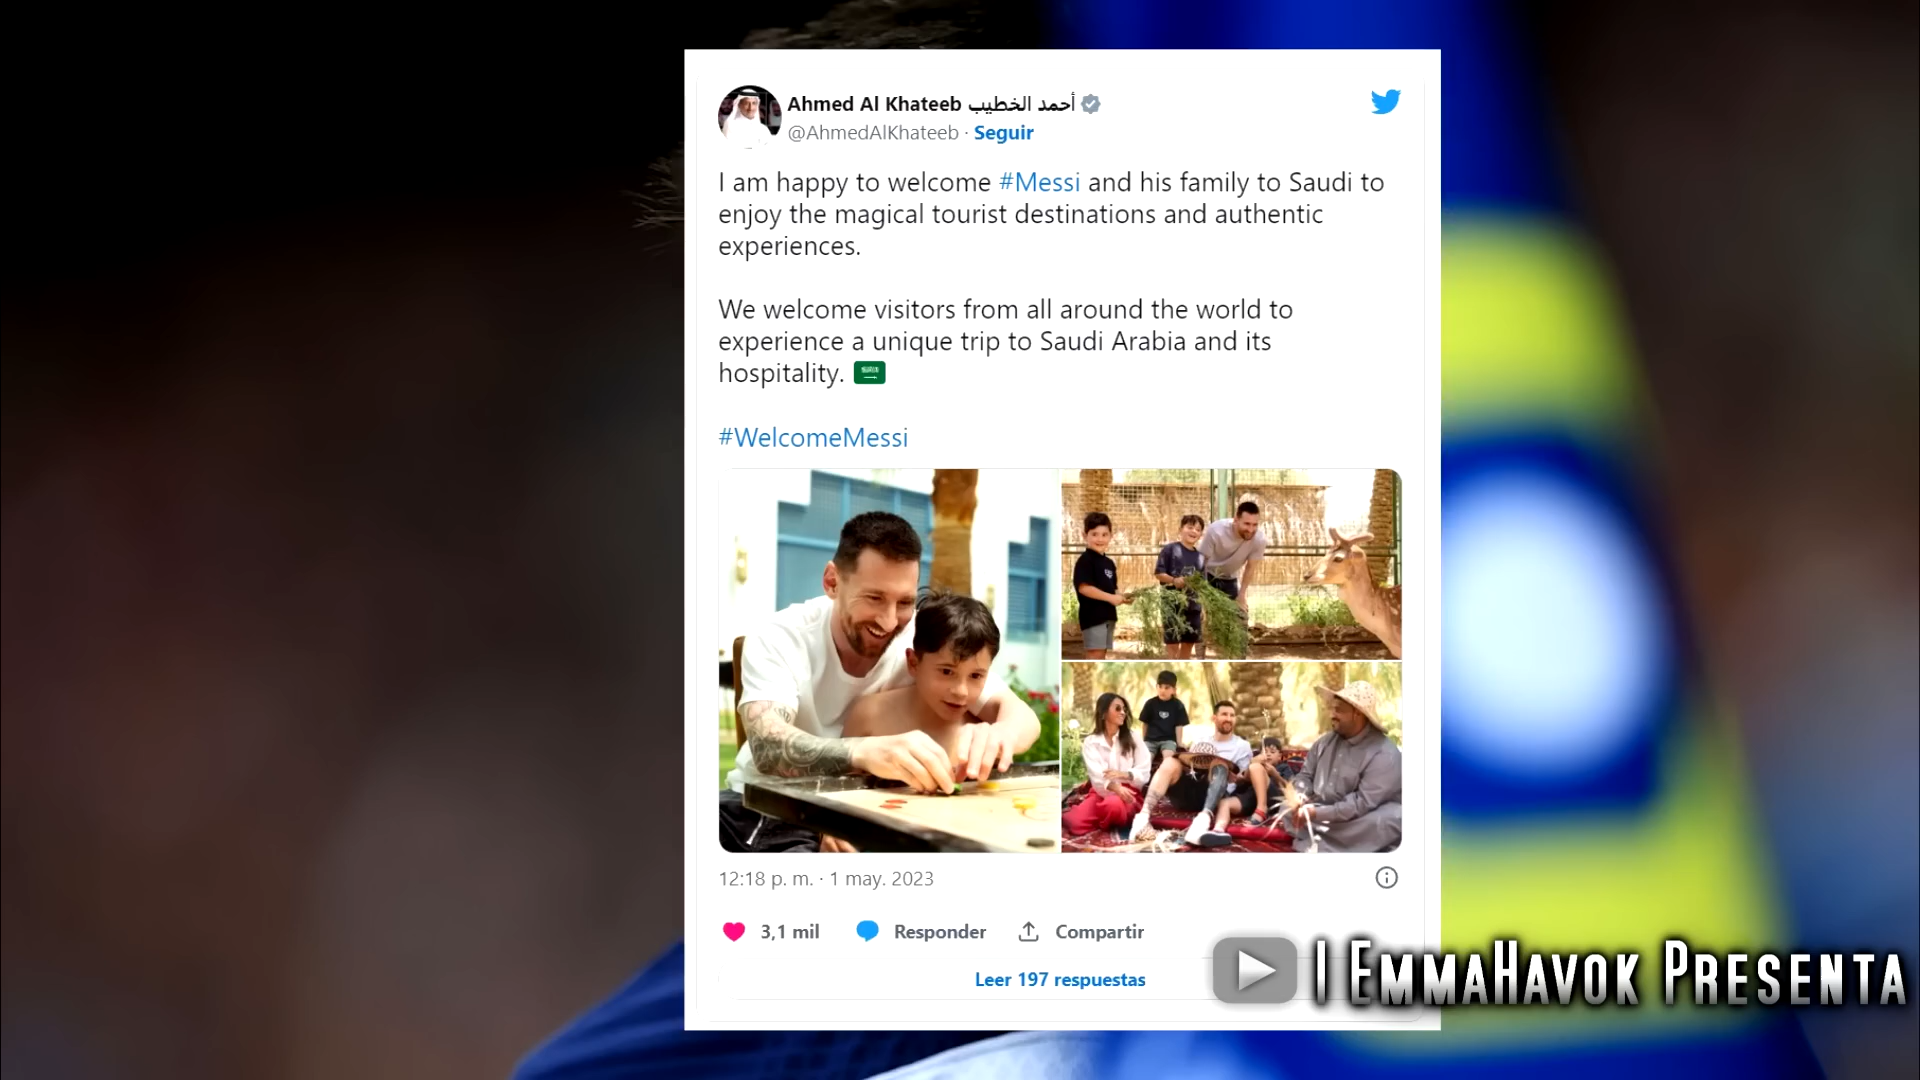 Ahmed Al Khateeb أحمد الخطيب
@AhmedAlKhateeb · Seguir
I am happy to welcome #Messi and his family to Saudi to
enjoy the magical tourist destinations and authentic
experiences.
We welcome visitors from all around the world to
experience a unique trip to Saudi Arabia and its
hospitality. 🇸🇦
#WelcomeMessi
12:18 p. m. · 1 may. 2023
3,1 mil Responder Compartir
Leer 197 respuestas
| EmmaHavok Presenta